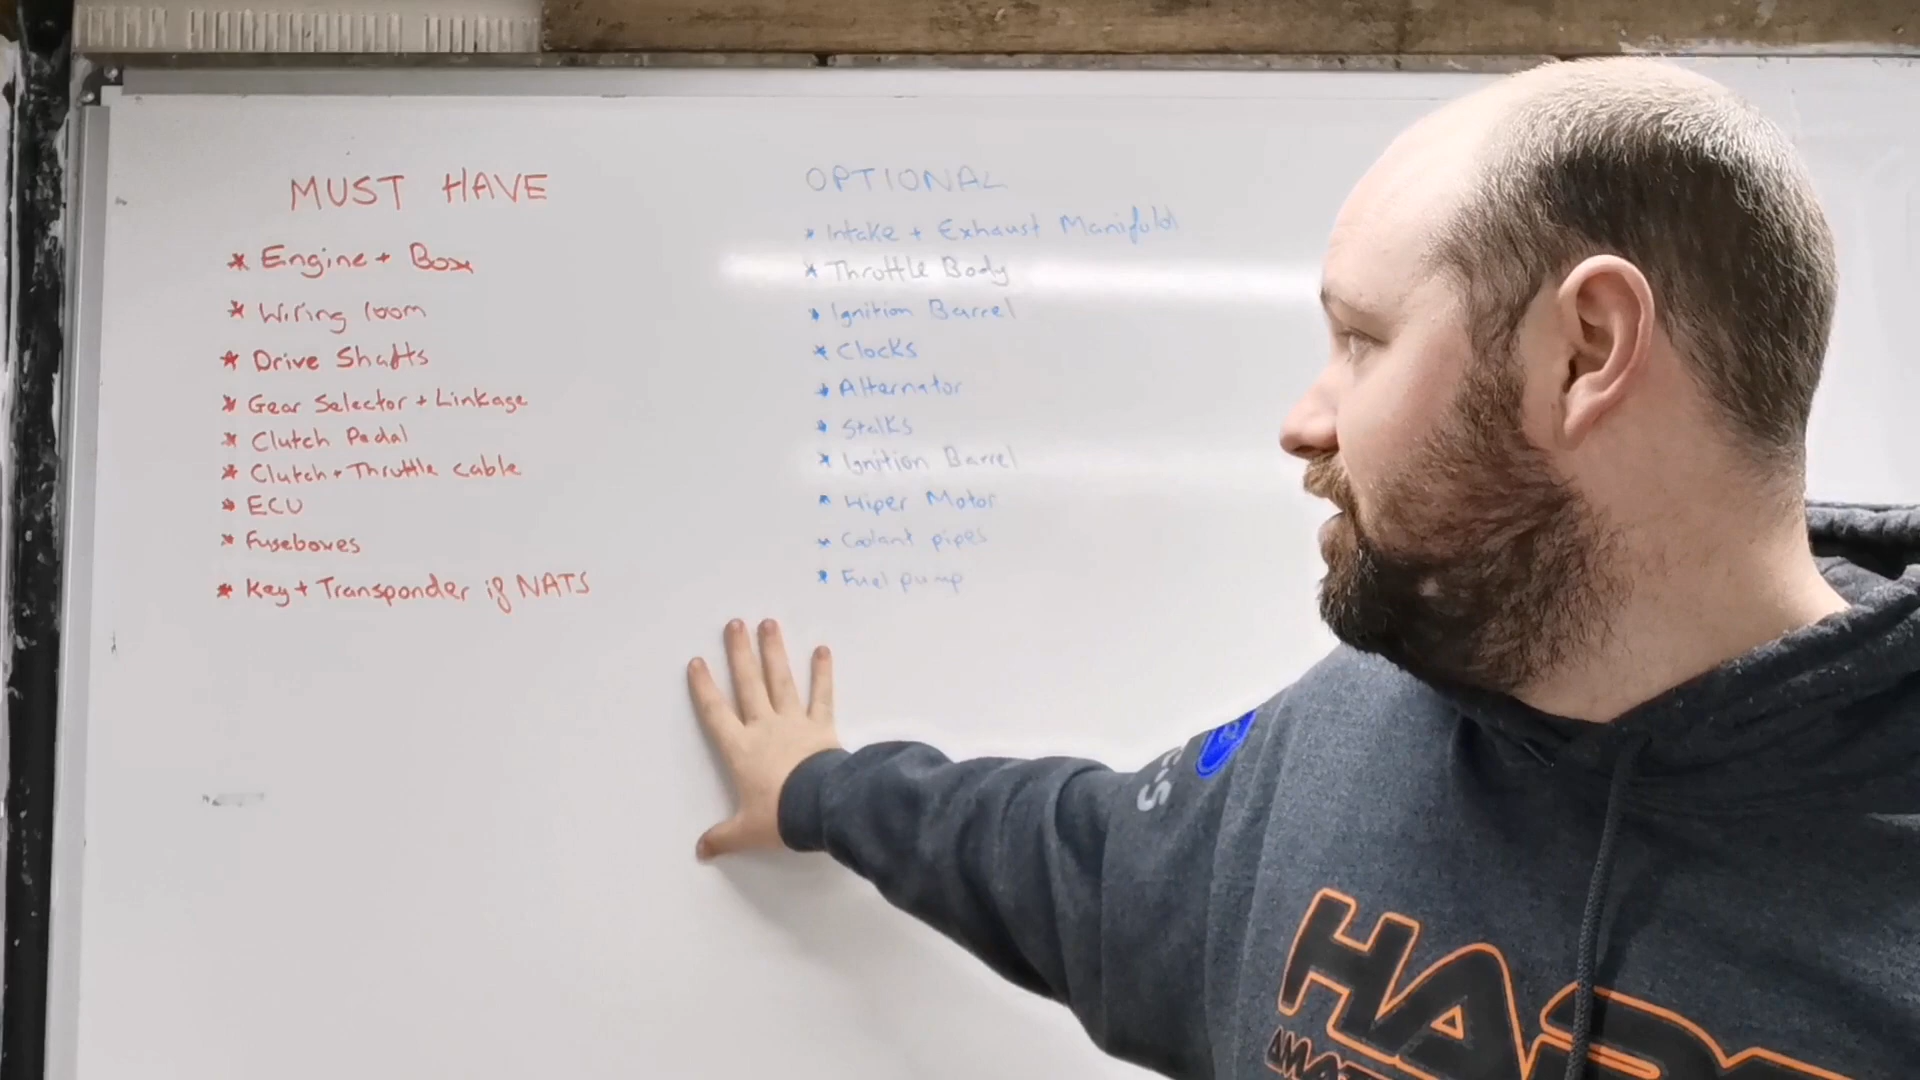 MUST HAVE
* Engine + Box
* Wiring loom
* Drive Shafts
* Gear Selector + Linkage
* Clutch Pedal
* Clutch + Throttle cable
* ECU
* Fuseboxes
* Key + Transponder if NATS
OPTIONAL
* Intake + Exhaust Manifold
* Throttle Body
* Ignition Barrel
* Clocks
* Alternator
* Stalks
* Ignition Barrel
* Wiper Motor
* Coolant pipes
* Fuel pump